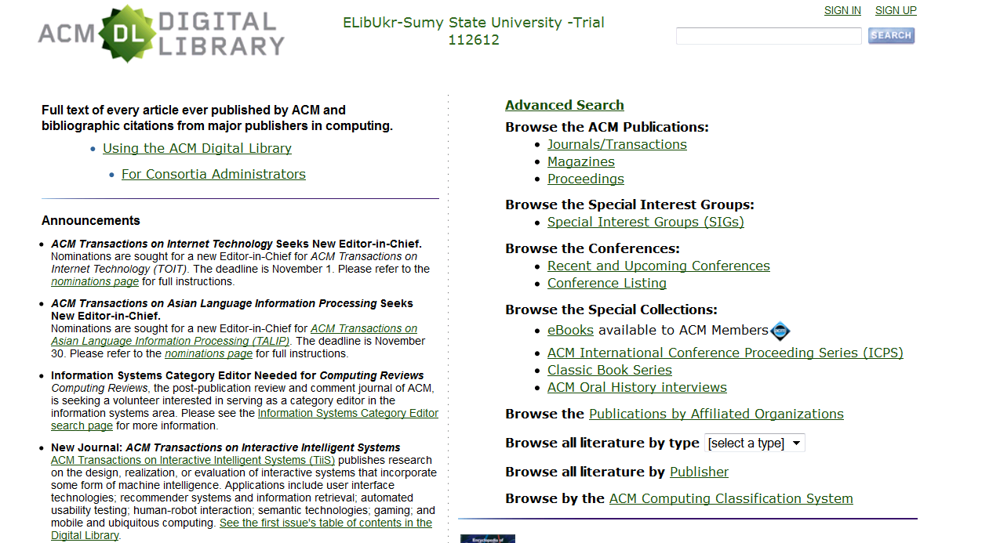 ACM DL DIGITAL LIBRARY
ELibUkr-Sumy State University -Trial
112612
SIGN IN SIGN UP
SEARCH
Full text of every article ever published by ACM and
bibliographic citations from major publishers in computing.
Using the ACM Digital Library
For Consortia Administrators
Announcements
ACM Transactions on Internet Technology Seeks New Editor-in-Chief.
Nominations are sought for a new Editor-in-Chief for ACM Transactions on
Internet Technology (TOIT). The deadline is November 1. Please refer to the
nominations page for full instructions.
ACM Transactions on Asian Language Information Processing Seeks
New Editor-in-Chief.
Nominations are sought for a new Editor-in-Chief for ACM Transactions on
Asian Language Information Processing (TALIP). The deadline is November
30. Please refer to the nominations page for full instructions.
Information Systems Category Editor Needed for Computing Reviews
Computing Reviews, the post-publication review and comment journal of ACM,
is seeking a volunteer interested in serving as a category editor in the
information systems area. Please see the Information Systems Category Editor
search page for more information.
New Journal: ACM Transactions on Interactive Intelligent Systems
ACM Transactions on Interactive Intelligent Systems (TiiS) publishes research
on the design, realization, or evaluation of interactive systems that incorporate
some form of machine intelligence. Applications include user interface
technologies; recommender systems and information retrieval; automated
usability testing; human-robot interaction; semantic technologies; gaming; and
mobile and ubiquitous computing. See the first issue's table of contents in the
Digital Library.
Advanced Search
Browse the ACM Publications:
Journals/Transactions
Magazines
Proceedings
Browse the Special Interest Groups:
Special Interest Groups (SIGs)
Browse the Conferences:
Recent and Upcoming Conferences
Conference Listing
Browse the Special Collections:
eBooks available to ACM Members
ACM International Conference Proceeding Series (ICPS)
Classic Book Series
ACM Oral History interviews
Browse the Publications by Affiliated Organizations
Browse all literature by type [select a type]
Browse all literature by Publisher
Browse by the ACM Computing Classification System
Encyclopedia of